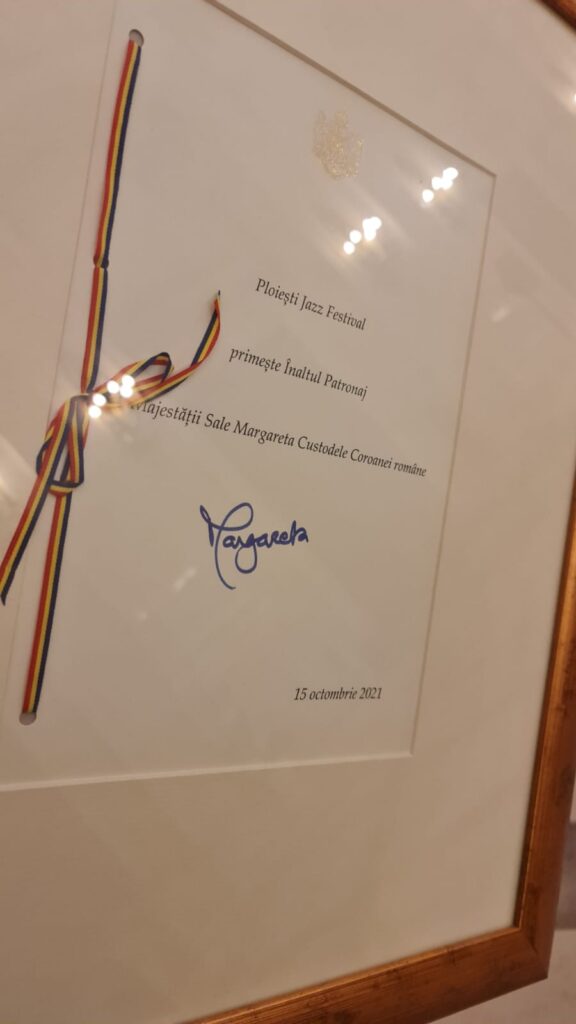 Ploiești Jazz Festival
primește Înaltul Patronaj
Majestății Sale Margareta Custodele Coroanei române
Margareta
15 octombrie 2021